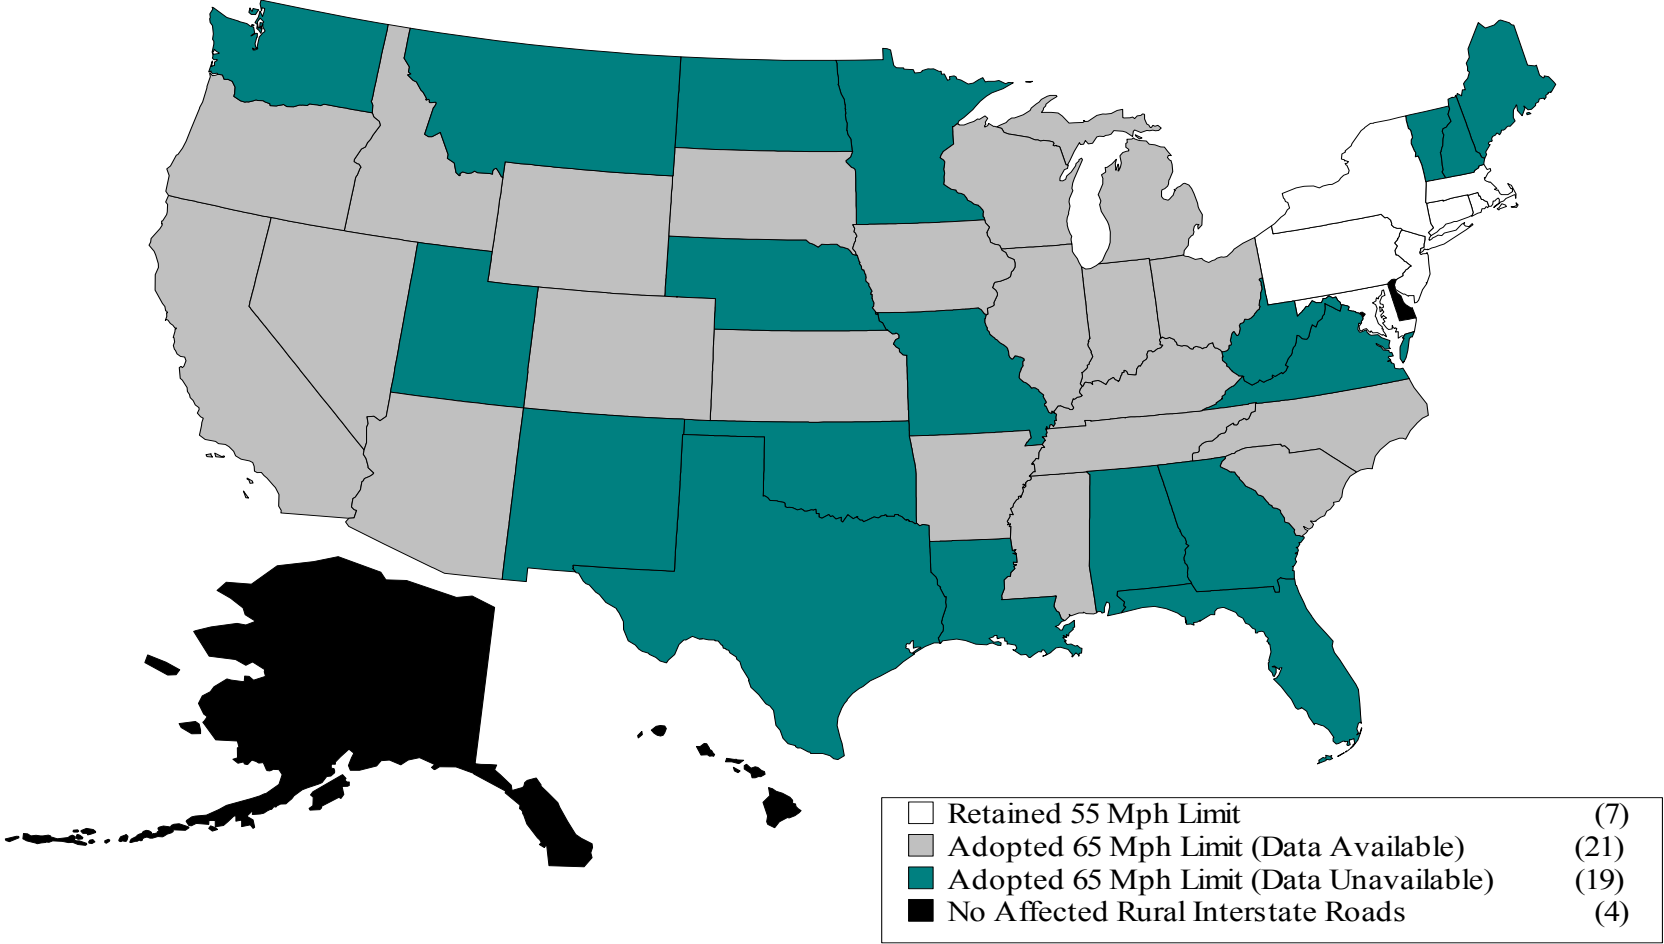 Retained 55 Mph Limit (7)
Adopted 65 Mph Limit (Data Available) (21)
Adopted 65 Mph Limit (Data Unavailable) (19)
No Affected Rural Interstate Roads (4)